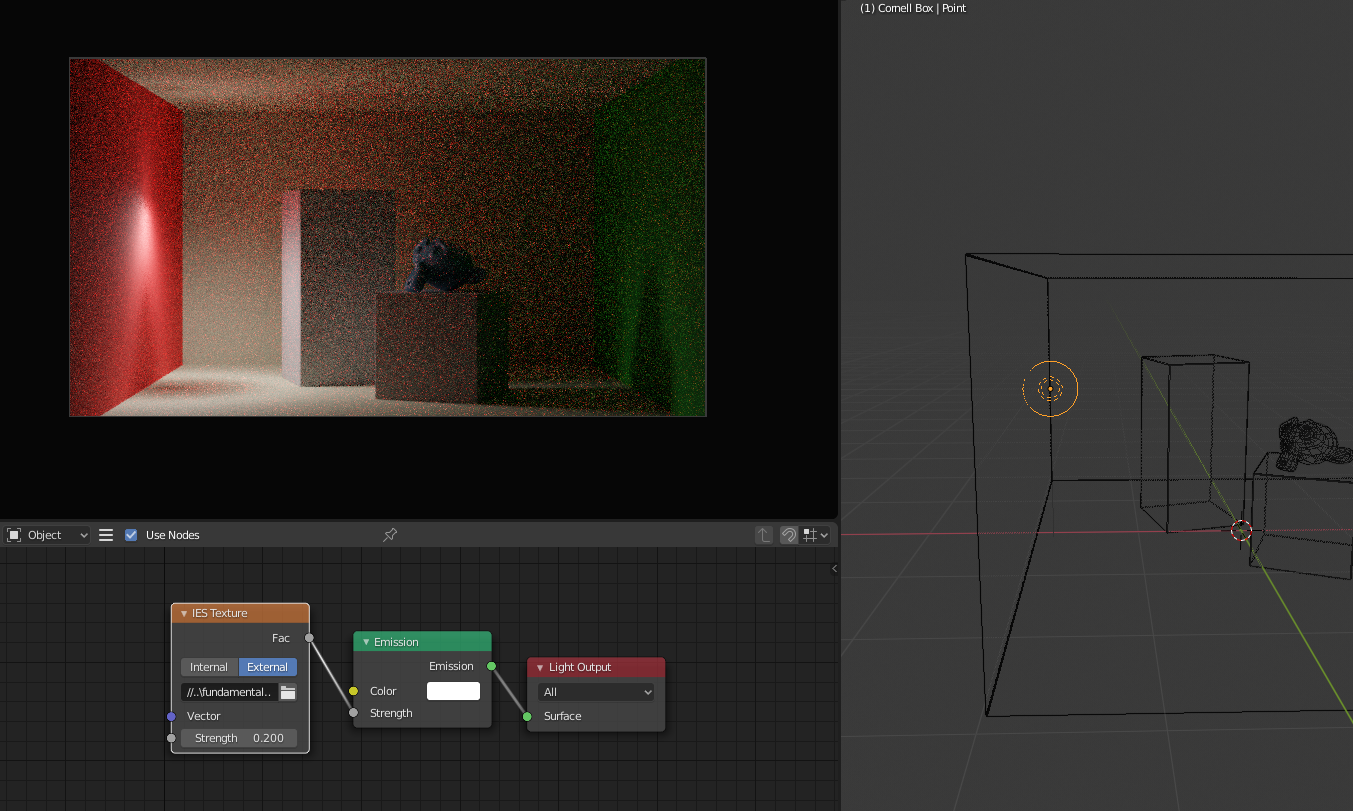 (1) Cornell Box | Point
Object
Use Nodes
IES Texture
Fac
Internal
External
//..\fundamental..
Vector
Strength 0.200
Emission
Emission
Color
Strength
Light Output
All
Surface